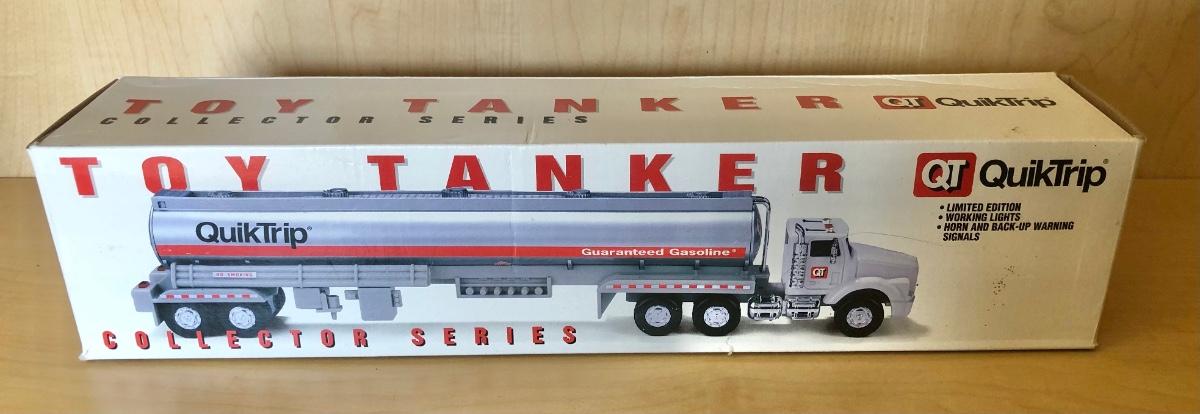 TOY TANKER QT QuikTrip®
COLLECTOR SERIES
TOY TANKER QT QuikTrip®
• LIMITED EDITION
• WORKING LIGHTS
• HORN AND BACK-UP WARNING
SIGNALS
QuikTrip®
Guaranteed Gasoline®
NO SMOKING
QT
COLLECTOR SERIES